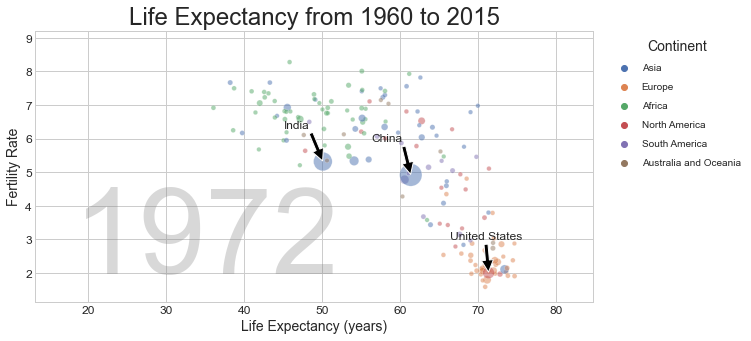 Life Expectancy from 1960 to 2015
9
8
7
6
5
4
3
2
Fertility Rate
India
China
United States
1972
20 30 40 50 60 70 80
Life Expectancy (years)
Continent
Asia
Europe
Africa
North America
South America
Australia and Oceania